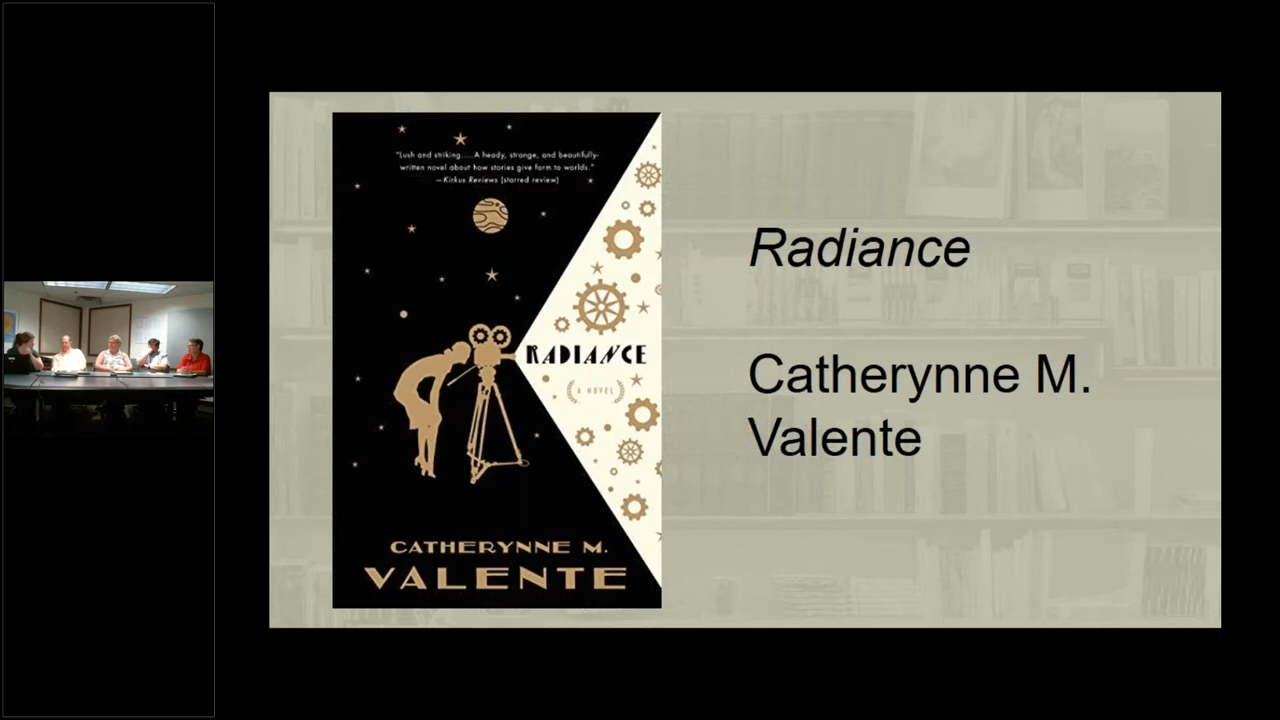 "Lush and striking....A heady, strange, and beautifully-
written novel about how stories give form to worlds."
—Kirkus Reviews (starred review)
RADIANCE
A NOVEL
CATHERYNNE M.
VALENTE
Radiance
Catherynne M.
Valente